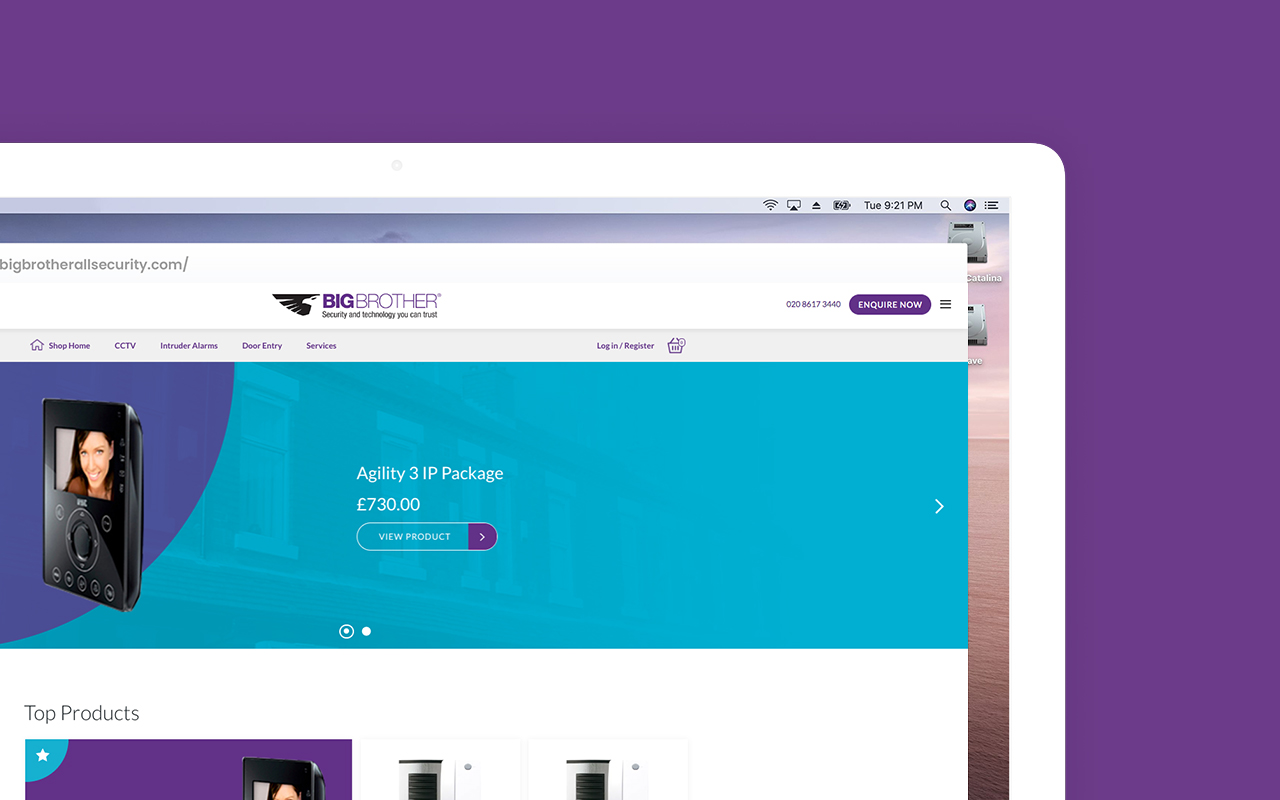 Tue 9:21 PM
Catalina
bigbrotherallsecurity.com/
BIGBROTHER®
Security and technology you can trust
020 8617 3440
ENQUIRE NOW
Shop Home
CCTV
Intruder Alarms
Door Entry
Services
Log in / Register
0
Agility 3 IP Package
£730.00
VIEW PRODUCT
Top Products